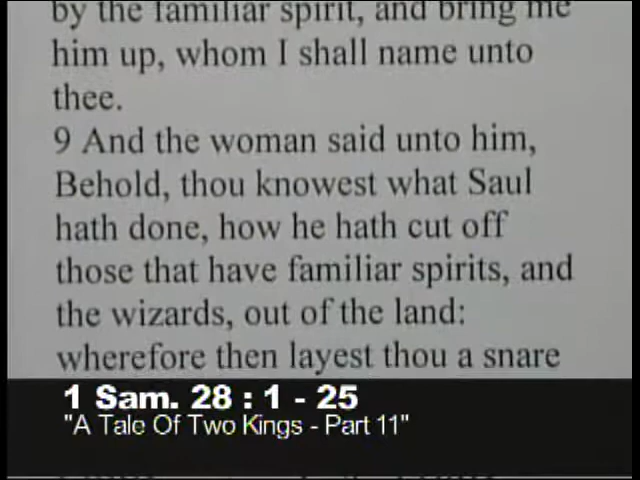 by the familiar spirit, and bring me
him up, whom I shall name unto
thee.
9 And the woman said unto him,
Behold, thou knowest what Saul
hath done, how he hath cut off
those that have familiar spirits, and
the wizards, out of the land:
wherefore then layest thou a snare
1 Sam. 28 : 1 - 25
"A Tale Of Two Kings - Part 11"